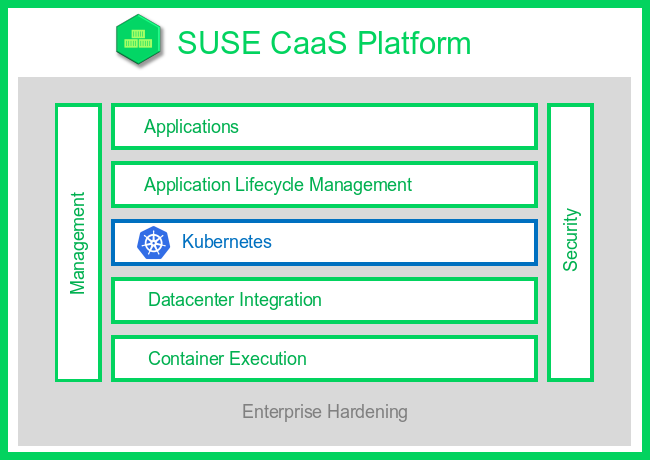 SUSE CaaS Platform
Management
Applications
Application Lifecycle Management
Kubernetes
Datacenter Integration
Container Execution
Security
Enterprise Hardening